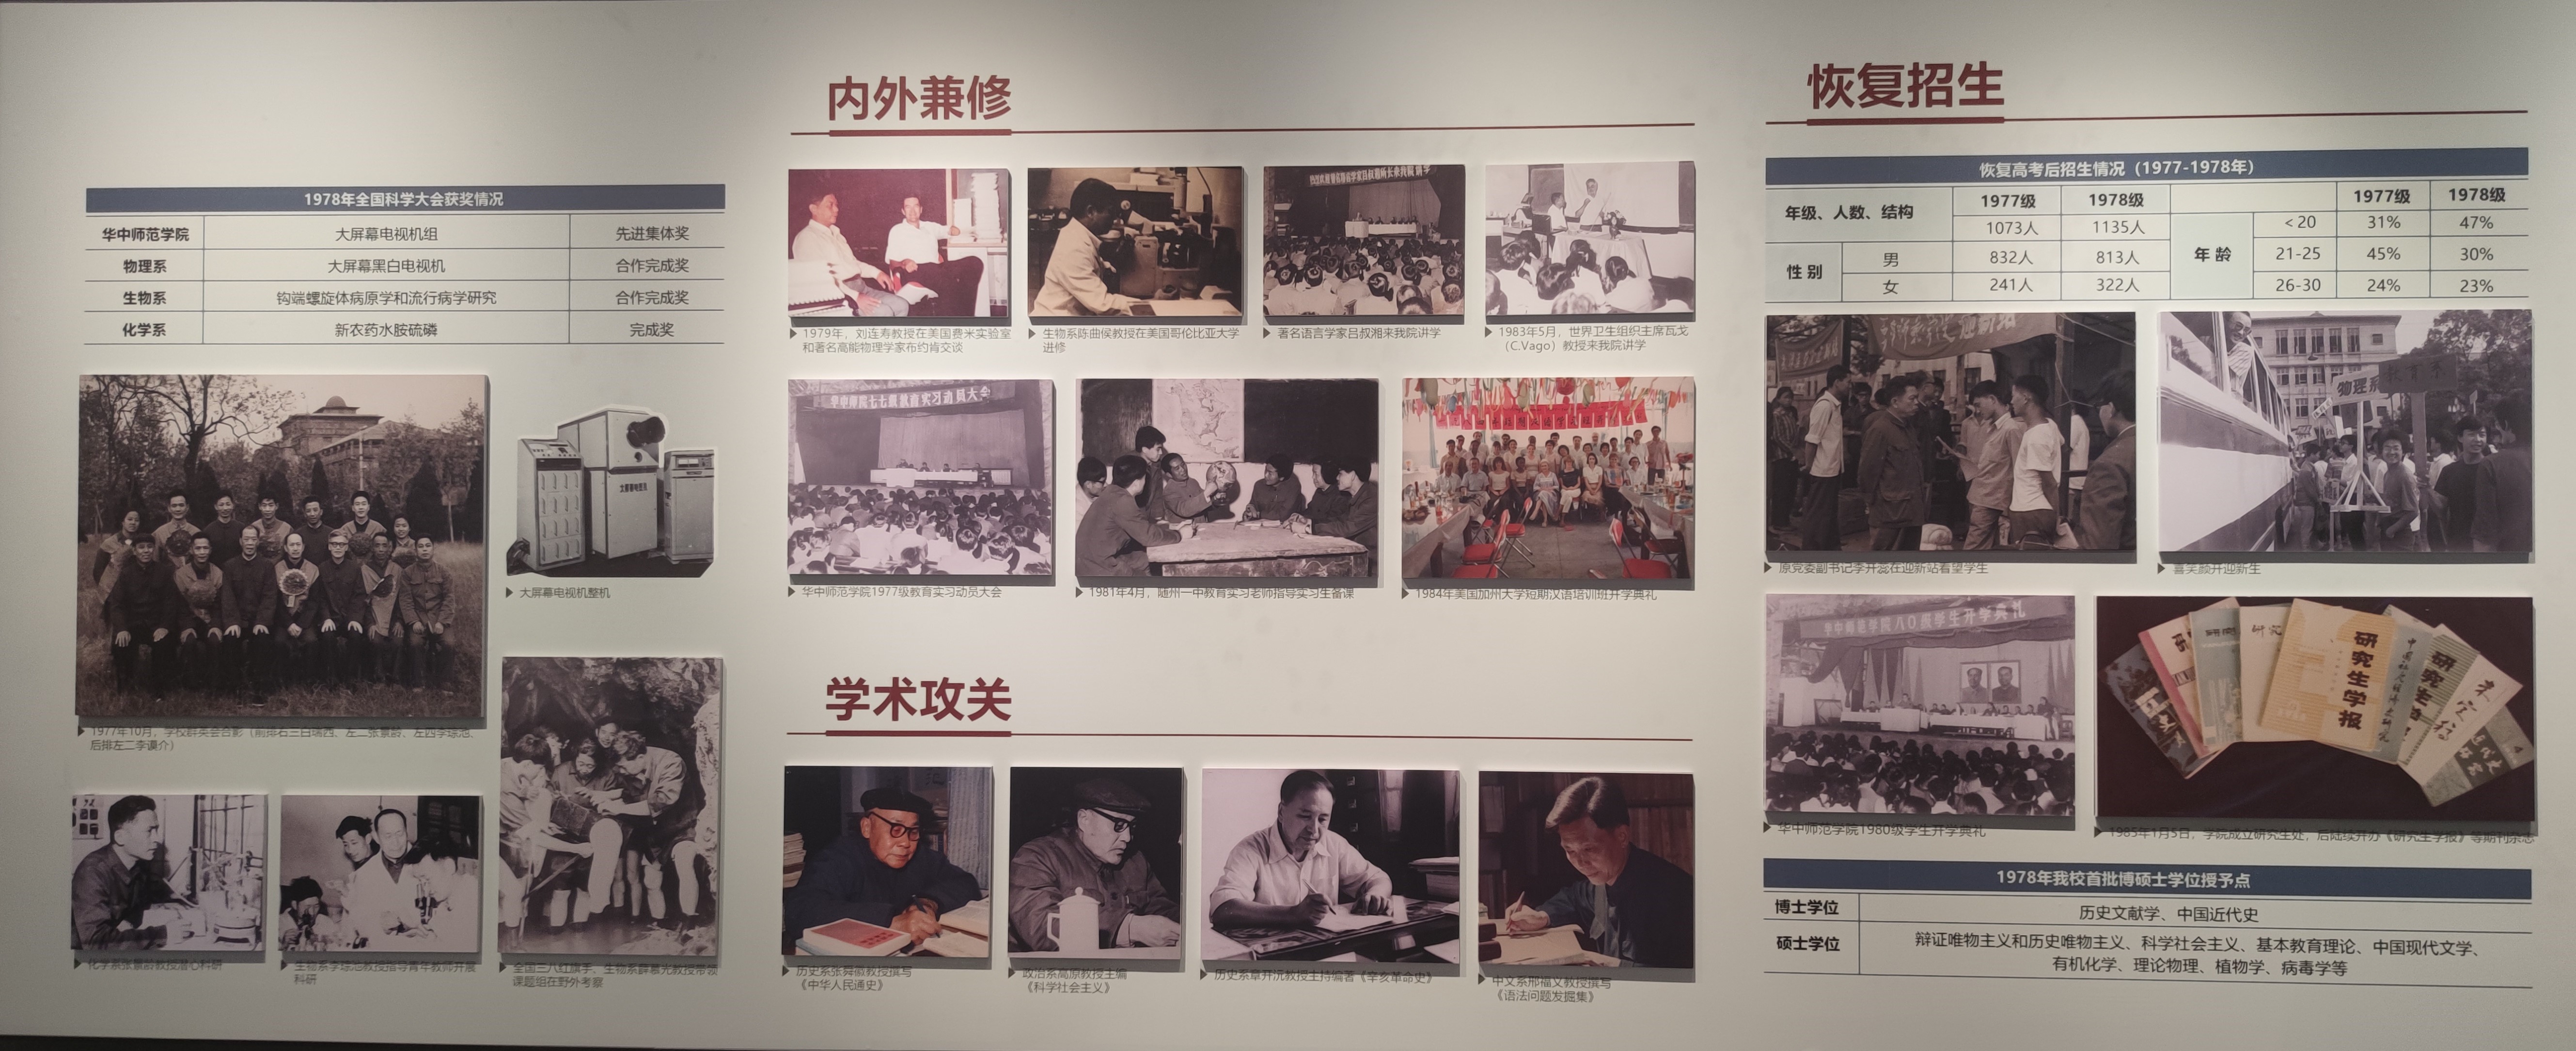 1978年全国科学大会获奖情况
华中师范学院 大屏幕电视机组 先进集体奖
物理系 大屏幕黑白电视机 合作完成奖
生物系 钩端螺旋体病原学和流行病学研究 合作完成奖
化学系 新农药水胺硫磷 完成奖
大屏幕电视机
大屏幕电视机整机
1977年10月，学校群英会合影（前排右三白瑞西、左二张景龄、左四李琼池、
后排左二李谟介）
化学系张景龄教授潜心科研
生物系李琼池教授指导青年教师开展
科研
全国三八红旗手、生物系薛慕光教授带领
课题组在野外考察
内外兼修
1979年，刘连寿教授在美国费米实验室
和著名高能物理学家布约肯交谈
生物系陈曲侯教授在美国哥伦比亚大学
进修
著名语言学家吕叔湘来我院讲学
1983年5月，世界卫生组织主席瓦戈
（C.Vago）教授来我院讲学
华中师院七七级教育实习动员大会
华中师范学院1977级教育实习动员大会
1981年4月，随州一中教育实习老师指导实习生备课
1984年美国加州大学短期汉语培训班开学典礼
学术攻关
历史系张舜徽教授撰写
《中华人民通史》
政治系高原教授主编
《科学社会主义》
历史系章开沅教授主持编著《辛亥革命史》
中文系邢福义教授撰写
《语法问题发掘集》
恢复招生
恢复高考后招生情况（1977-1978年）
年级、人数、结构 1977级 1978级 1977级 1978级
1073人 1135人 年 龄 ＜20 31% 47%
性 别 男 832人 813人 21-25 45% 30%
女 241人 322人 26-30 24% 23%
物理系
教育系
原党委副书记李开蕊在迎新站看望学生
喜笑颜开迎新生
华中师范学院八〇级学生开学典礼
研究生学报
华中师范学院1980级学生开学典礼
1985年1月5日，学院成立研究生处，后陆续开办《研究生学报》等期刊杂志
1978年我校首批博硕士学位授予点
博士学位 历史文献学、中国近代史
硕士学位 辩证唯物主义和历史唯物主义、科学社会主义、基本教育理论、中国现代文学、
有机化学、理论物理、植物学、病毒学等